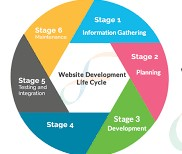 Stage 1
Information Gathering
Stage 2
Planning
Stage 3
Development
Stage 4
Stage 5
Testing and
Integration
Stage 6
Maintenance
Website Development
Life Cycle